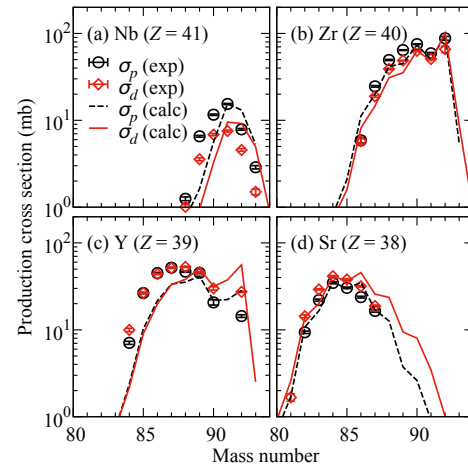 (a) Nb (Z = 41)
(b) Zr (Z = 40)
σp (exp)
σd (exp)
σp (calc)
σd (calc)
10²
10¹
10⁰
(c) Y (Z = 39)
(d) Sr (Z = 38)
10²
10¹
10⁰
80 85 90 80 85 90
Mass number
Production cross section (mb)